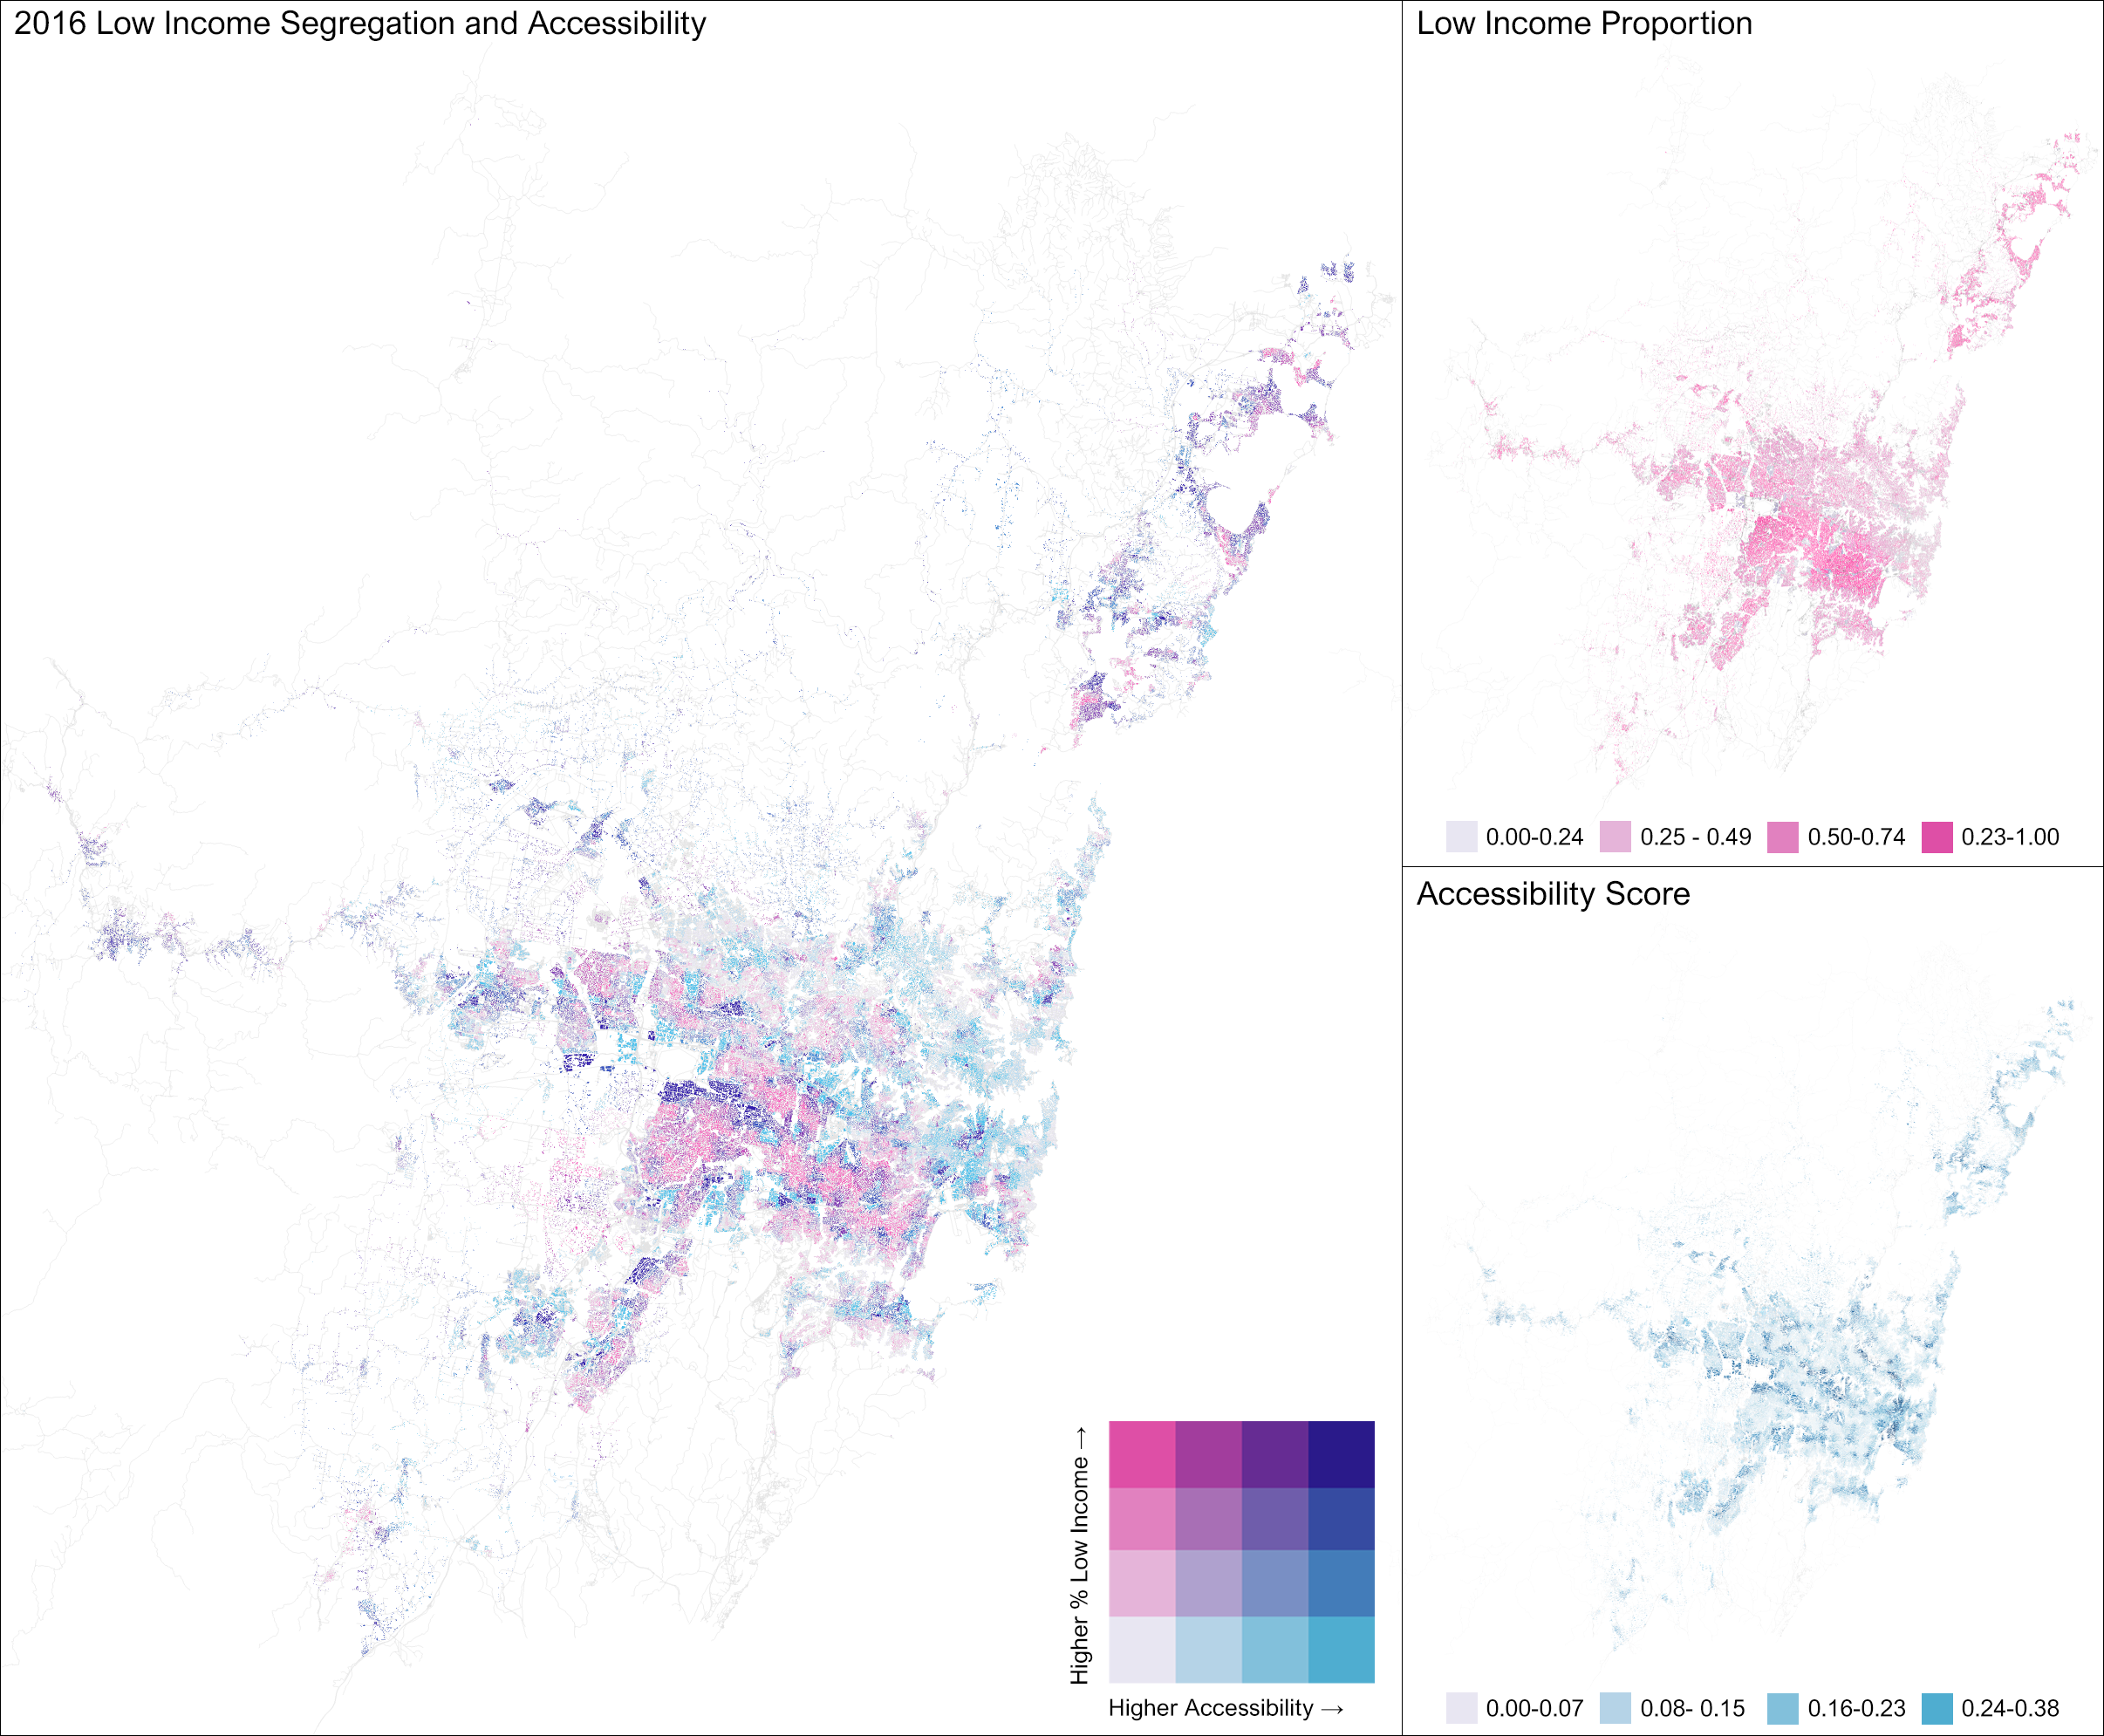 2016 Low Income Segregation and Accessibility
Higher % Low Income →
Higher Accessibility →
Low Income Proportion
0.00-0.24 0.25 - 0.49 0.50-0.74 0.23-1.00
Accessibility Score
0.00-0.07 0.08- 0.15 0.16-0.23 0.24-0.38